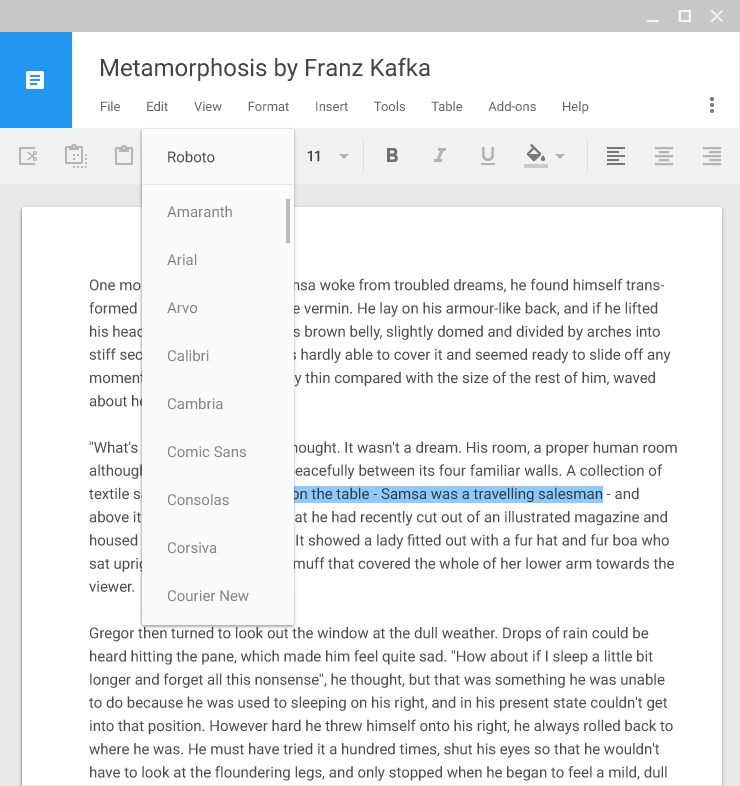 Metamorphosis by Franz Kafka
File Edit View Format Insert Tools Table Add-ons Help
Roboto 11 B I U
Amaranth
Arial
Arvo
Calibri
Cambria
Comic Sans
Consolas
Corsiva
Courier New
One mo nsa woke from troubled dreams, he found himself trans-
formed e vermin. He lay on his armour-like back, and if he lifted
his head s brown belly, slightly domed and divided by arches into
stiff sec s hardly able to cover it and seemed ready to slide off any
moment y thin compared with the size of the rest of him, waved
about he
"What's hought. It wasn't a dream. His room, a proper human room
although eacefully between its four familiar walls. A collection of
textile sa on the table - Samsa was a travelling salesman - and
above it at he had recently cut out of an illustrated magazine and
housed It showed a lady fitted out with a fur hat and fur boa who
sat uprig muff that covered the whole of her lower arm towards the
viewer.
Gregor then turned to look out the window at the dull weather. Drops of rain could be
heard hitting the pane, which made him feel quite sad. "How about if I sleep a little bit
longer and forget all this nonsense", he thought, but that was something he was unable
to do because he was used to sleeping on his right, and in his present state couldn't get
into that position. However hard he threw himself onto his right, he always rolled back to
where he was. He must have tried it a hundred times, shut his eyes so that he wouldn't
have to look at the floundering legs, and only stopped when he began to feel a mild, dull